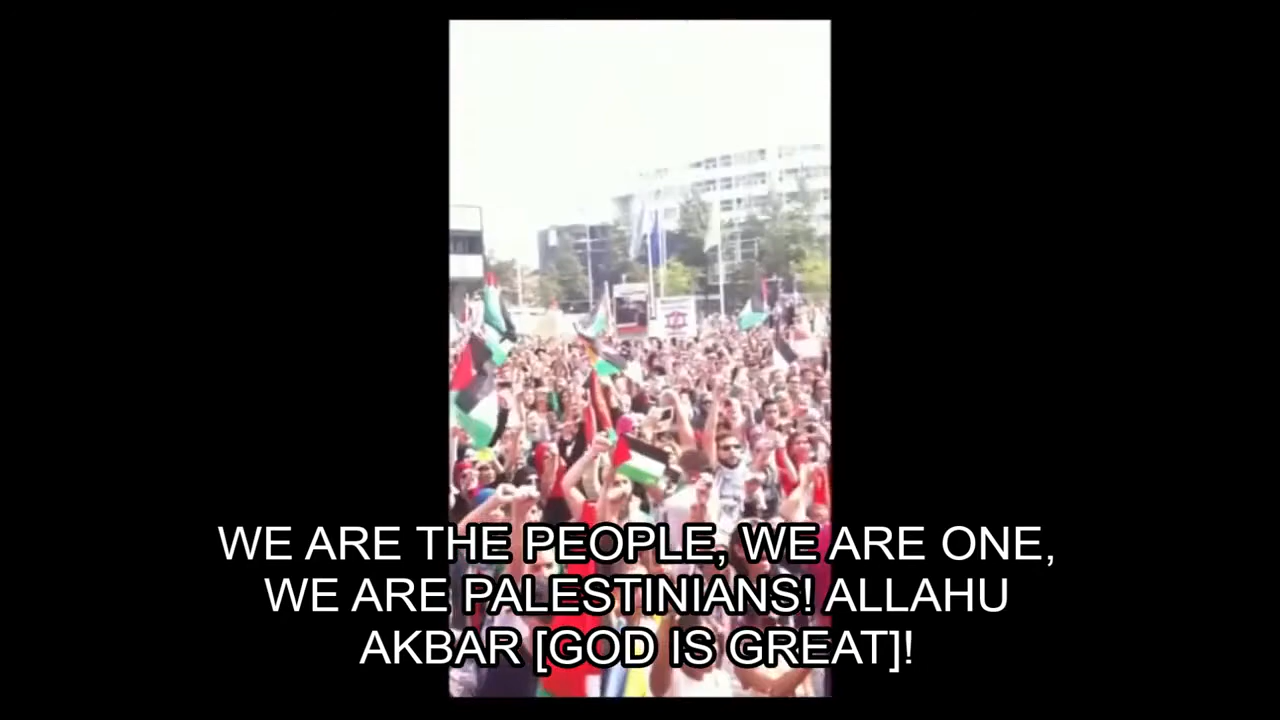 WE ARE THE PEOPLE, WE ARE ONE,
WE ARE PALESTINIANS! ALLAHU
AKBAR [GOD IS GREAT]!